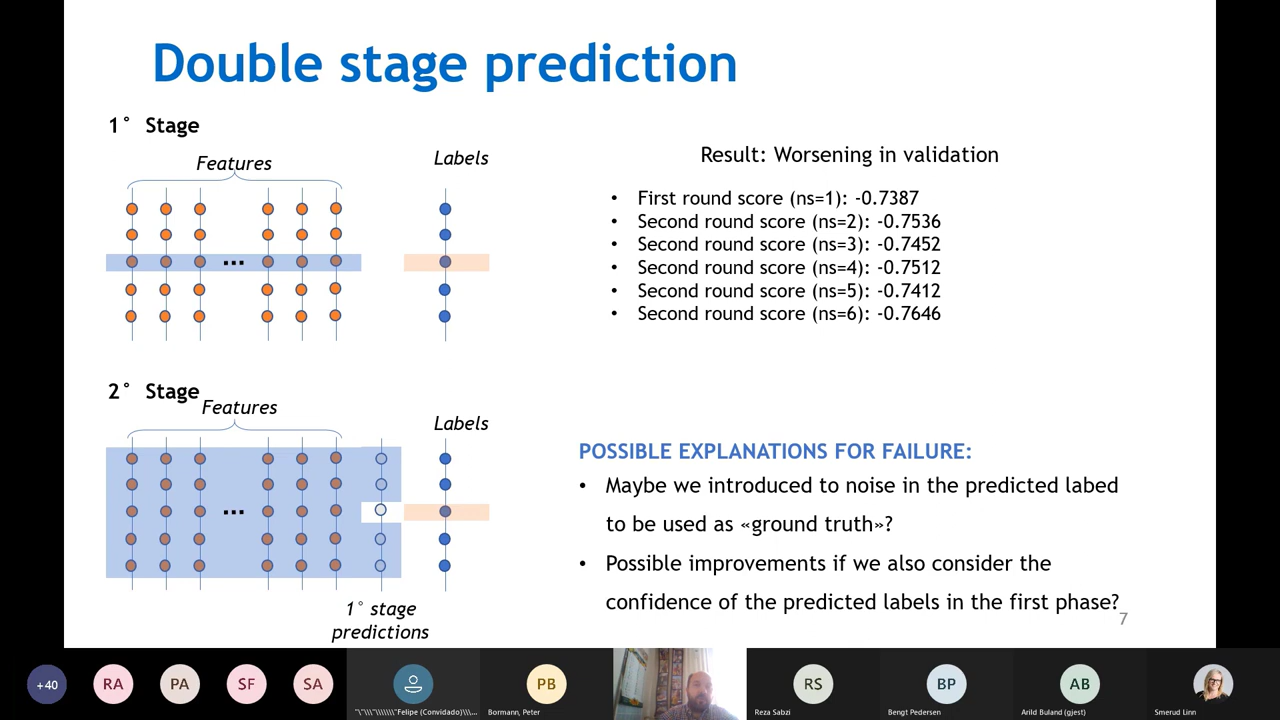 Double stage prediction
1° Stage
Features
Labels
...
2° Stage
Features
Labels
...
1° stage
predictions
Result: Worsening in validation
• First round score (ns=1): -0.7387
• Second round score (ns=2): -0.7536
• Second round score (ns=3): -0.7452
• Second round score (ns=4): -0.7512
• Second round score (ns=5): -0.7412
• Second round score (ns=6): -0.7646
POSSIBLE EXPLANATIONS FOR FAILURE:
• Maybe we introduced to noise in the predicted labed
to be used as «ground truth»?
• Possible improvements if we also consider the
confidence of the predicted labels in the first phase?
7
+40
RA
PA
SF
SA
"\"\\\"\\\\\\\"Felipe (Convidado)\\\...
PB
Bormann, Peter
RS
Reza Sabzi
BP
Bengt Pedersen
AB
Arild Buland (gjest)
Smerud Linn